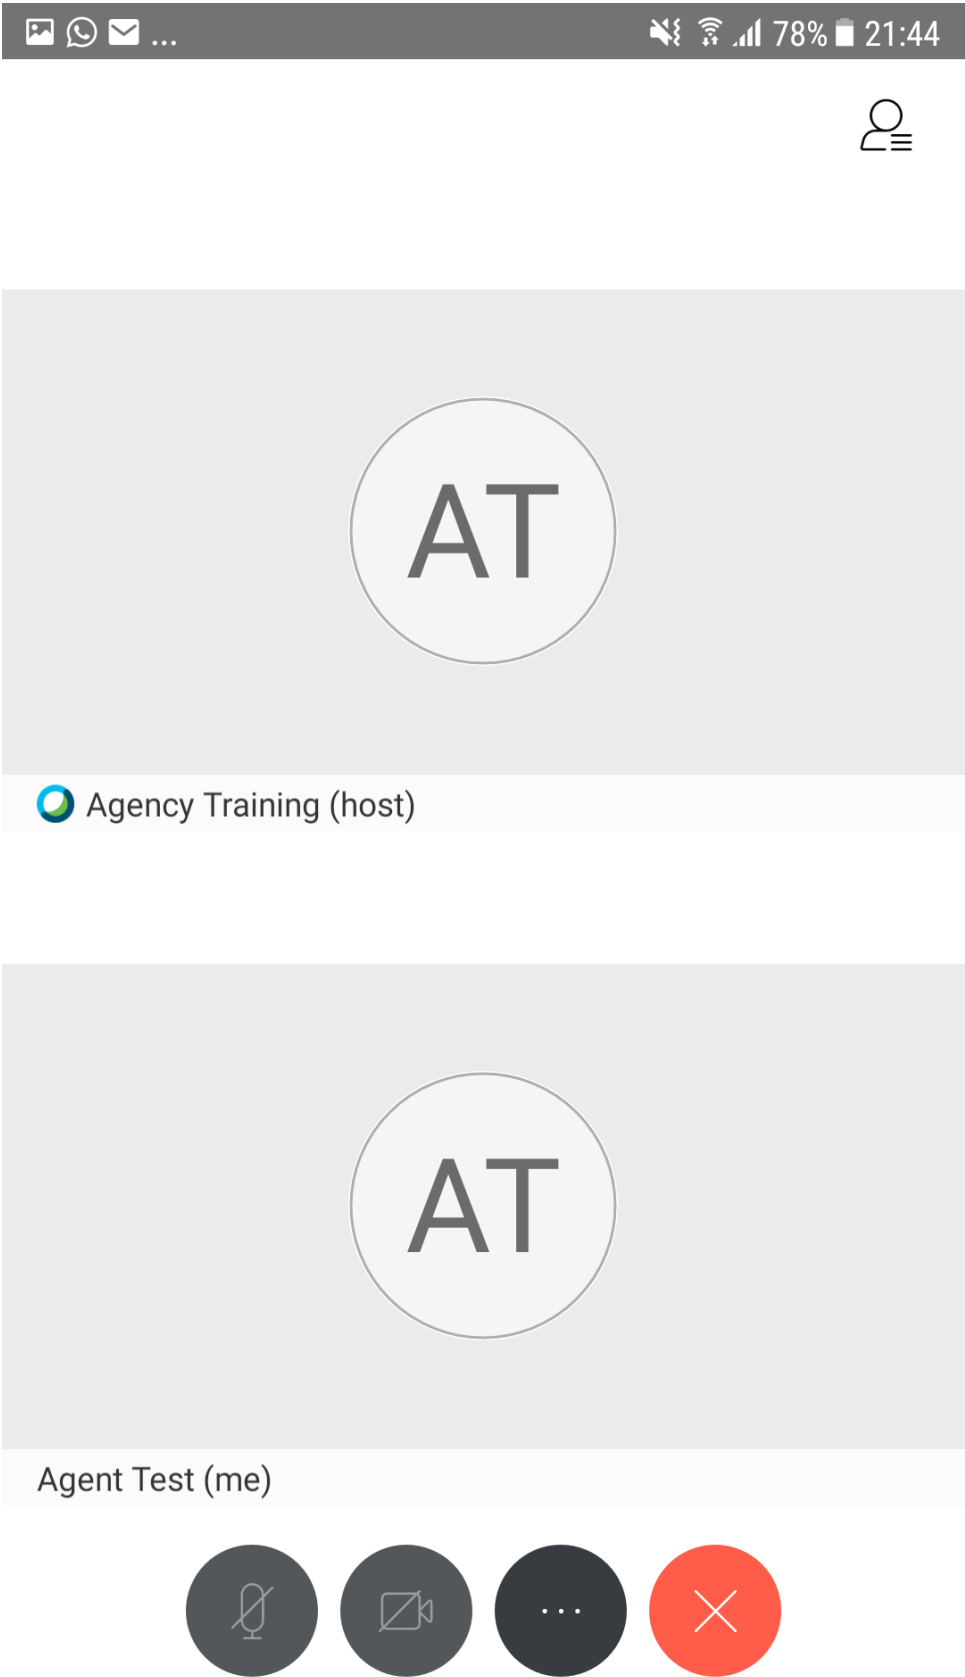 ... 78% 21:44
AT
Agency Training (host)
AT
Agent Test (me)